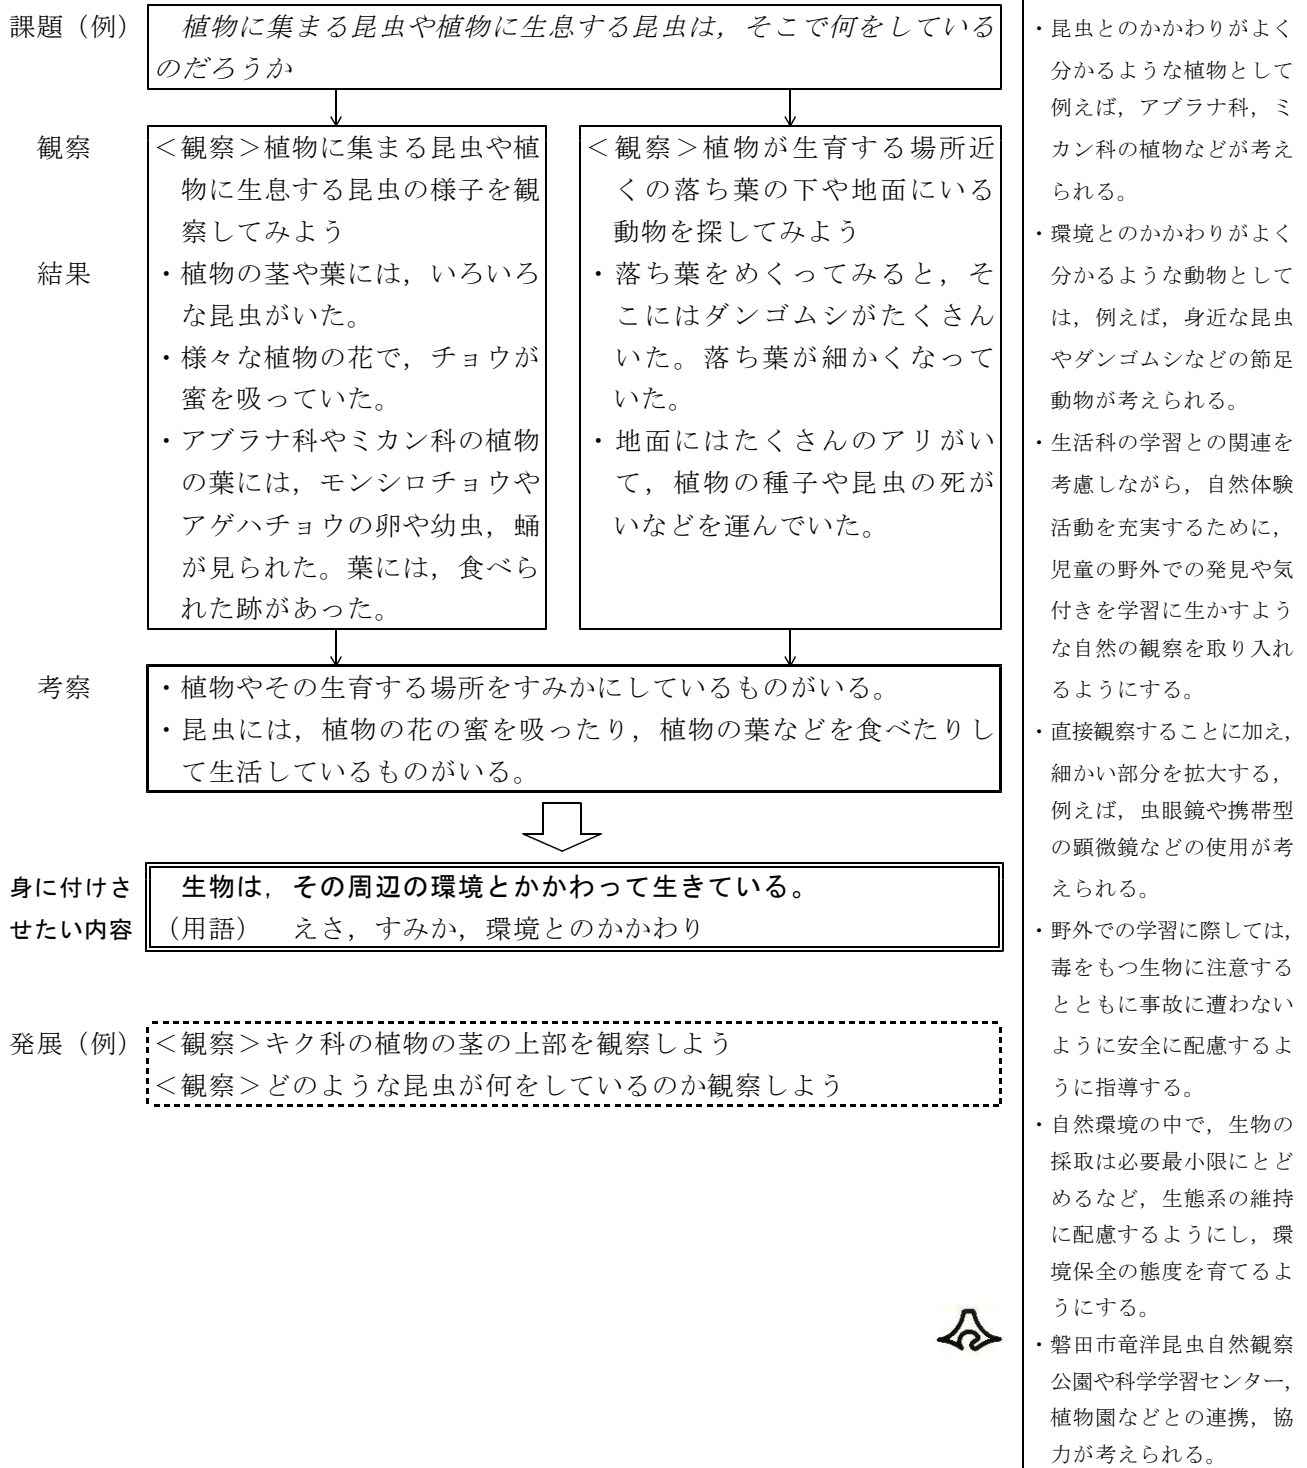 課題（例）
植物に集まる昆虫や植物に生息する昆虫は，そこで何をしている
のだろうか
観察
＜観察＞植物に集まる昆虫や植
物に生息する昆虫の様子を観
察してみよう
結果
・植物の茎や葉には，いろいろ
な昆虫がいた。
・様々な植物の花で，チョウが
蜜を吸っていた。
・アブラナ科やミカン科の植物
の葉には，モンシロチョウや
アゲハチョウの卵や幼虫，蛹
が見られた。葉には，食べら
れた跡があった。
＜観察＞植物が生育する場所近
くの落ち葉の下や地面にいる
動物を探してみよう
・落ち葉をめくってみると，そ
こにはダンゴムシがたくさん
いた。落ち葉が細かくなって
いた。
・地面にはたくさんのアリがい
て，植物の種子や昆虫の死が
いなどを運んでいた。
考察
・植物やその生育する場所をすみかにしているものがいる。
・昆虫には，植物の花の蜜を吸ったり，植物の葉などを食べたりし
て生活しているものがいる。
身に付けさ
せたい内容
生物は，その周辺の環境とかかわって生きている。
（用語）　えさ，すみか，環境とのかかわり
発展（例）
＜観察＞キク科の植物の茎の上部を観察しよう
＜観察＞どのような昆虫が何をしているのか観察しよう
・昆虫とのかかわりがよく
分かるような植物として
例えば，アブラナ科，ミ
カン科の植物などが考え
られる。
・環境とのかかわりがよく
分かるような動物として
は，例えば，身近な昆虫
やダンゴムシなどの節足
動物が考えられる。
・生活科の学習との関連を
考慮しながら，自然体験
活動を充実するために，
児童の野外での発見や気
付きを学習に生かすよう
な自然の観察を取り入れ
るようにする。
・直接観察することに加え，
細かい部分を拡大する，
例えば，虫眼鏡や携帯型
の顕微鏡などの使用が考
えられる。
・野外での学習に際しては，
毒をもつ生物に注意する
とともに事故に遭わない
ように安全に配慮するよ
うに指導する。
・自然環境の中で，生物の
採取は必要最小限にとど
めるなど，生態系の維持
に配慮するようにし，環
境保全の態度を育てるよ
うにする。
・磐田市竜洋昆虫自然観察
公園や科学学習センター，
植物園などとの連携，協
力が考えられる。